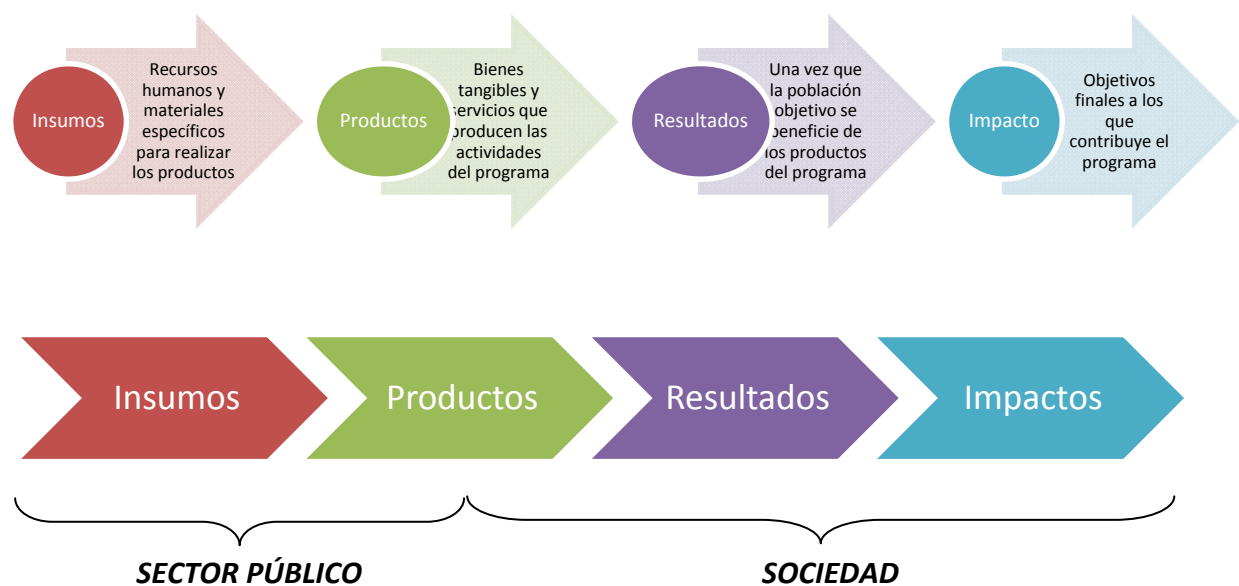 Insumos
Recursos
humanos y
materiales
específicos
para realizar
los productos
Productos
Bienes
tangibles y
servicios que
producen las
actividades
del programa
Resultados
Una vez que
la población
objetivo se
beneficie de
los productos
del programa
Impacto
Objetivos
finales a los
que
contribuye el
programa
Insumos
Productos
Resultados
Impactos
SECTOR PÚBLICO
SOCIEDAD